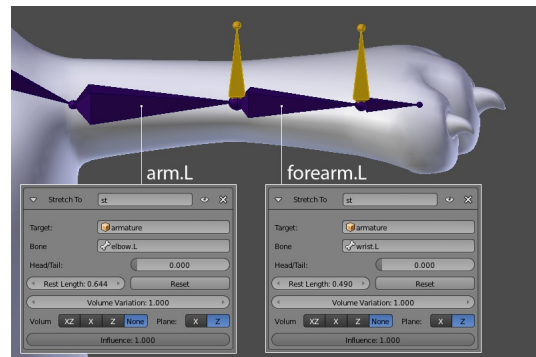 arm.L
forearm.L
Stretch To st
Target: armature
Bone elbow.L
Head/Tail: 0.000
Rest Length: 0.644 Reset
Volume Variation: 1.000
Volum XZ X Z None Plane: X Z
Influence: 1.000
Stretch To st
Target: armature
Bone wrist.L
Head/Tail: 0.000
Rest Length: 0.490 Reset
Volume Variation: 1.000
Volum XZ X Z None Plane: X Z
Influence: 1.000